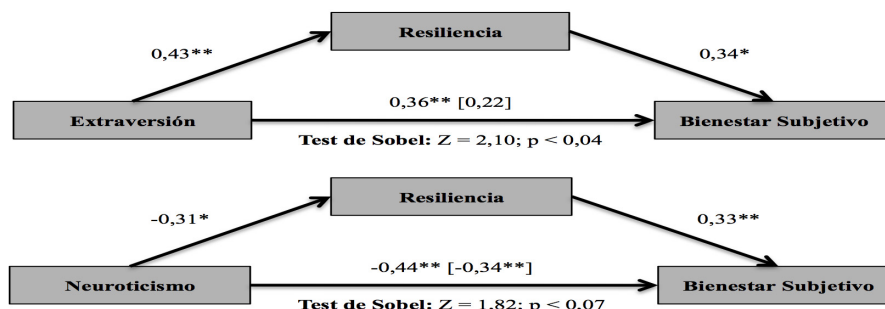 Resiliencia
0,43**
0,34*
0,36** [0,22]
Extraversión
Bienestar Subjetivo
Test de Sobel: Z = 2,10; p < 0,04
Resiliencia
-0,31*
0,33**
-0,44** [-0,34**]
Neuroticismo
Bienestar Subjetivo
Test de Sobel: Z = 1,82; p < 0,07